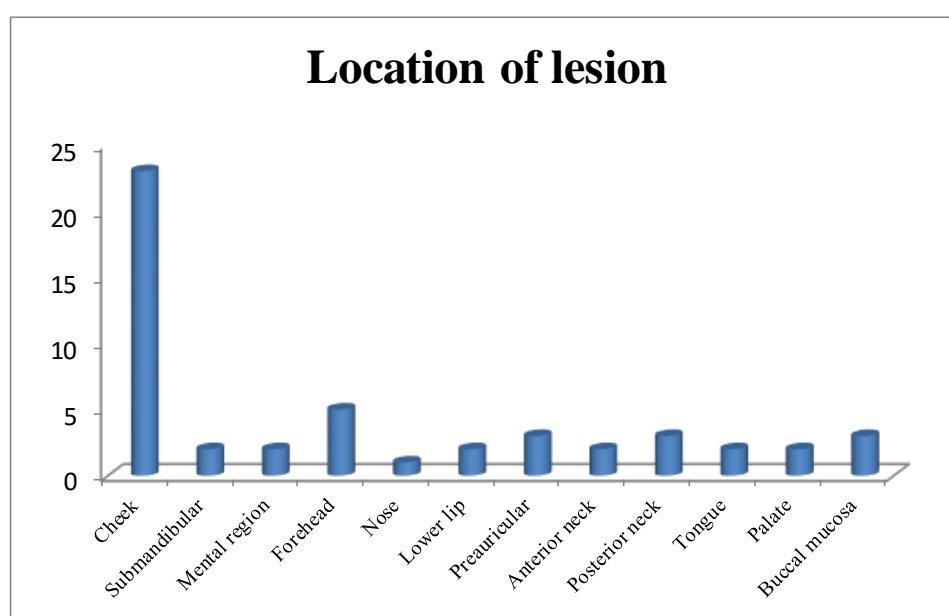 Location of lesion
25
20
15
10
5
0
Cheek
Submandibular
Mental region
Forehead
Nose
Lower lip
Preauricular
Anterior neck
Posterior neck
Tongue
Palate
Buccal mucosa